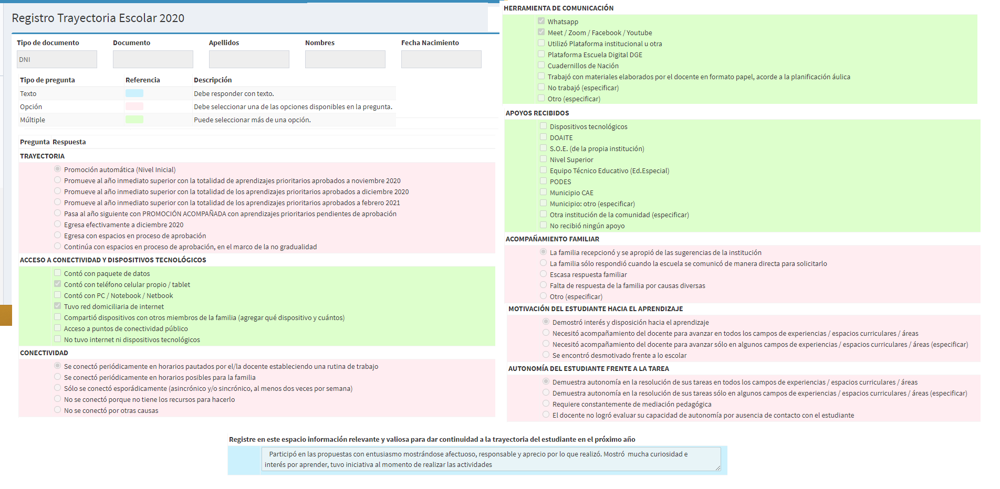 Registro Trayectoria Escolar 2020
Tipo de documento Documento Apellidos Nombres Fecha Nacimiento
DNI
Tipo de pregunta Referencia Descripción
Texto Debe responder con texto.
Opción Debe seleccionar una de las opciones disponibles en la pregunta.
Múltiple Puede seleccionar más de una opción.
Pregunta Respuesta
TRAYECTORIA
Promoción automática (Nivel Inicial)
Promueve al año inmediato superior con la totalidad de aprendizajes prioritarios aprobados a noviembre 2020
Promueve al año inmediato superior con la totalidad de los aprendizajes prioritarios aprobados a diciembre 2020
Promueve al año inmediato superior con la totalidad de los aprendizajes prioritarios aprobados a febrero 2021
Pasa al año siguiente con PROMOCIÓN ACOMPAÑADA con aprendizajes prioritarios pendientes de aprobación
Egresa efectivamente a diciembre 2020
Egresa con espacios en proceso de aprobación
Continúa con espacios en proceso de aprobación, en el marco de la no gradualidad
ACCESO A CONECTIVIDAD Y DISPOSITIVOS TECNOLÓGICOS
Contó con paquete de datos
Contó con teléfono celular propio / tablet
Contó con PC / Notebook / Netbook
Tuvo red domiciliaria de internet
Compartió dispositivos con otros miembros de la familia (agregar qué dispositivo y cuántos)
Acceso a puntos de conectividad público
No tuvo internet ni dispositivos tecnológicos
CONECTIVIDAD
Se conectó periódicamente en horarios pautados por el/la docente estableciendo una rutina de trabajo
Se conectó periódicamente en horarios posibles para la familia
Sólo se conectó esporádicamente (asincrónico y/o sincrónico, al menos dos veces por semana)
No se conectó porque no tiene los recursos para hacerlo
No se conectó por otras causas
HERRAMIENTA DE COMUNICACIÓN
Whatsapp
Meet / Zoom / Facebook / Youtube
Utilizó Plataforma institucional u otra
Plataforma Escuela Digital DGE
Cuadernillos de Nación
Trabajó con materiales elaborados por el docente en formato papel, acorde a la planificación áulica
No trabajó (especificar)
Otro (especificar)
APOYOS RECIBIDOS
Dispositivos tecnológicos
DOAITE
S.O.E. (de la propia institución)
Nivel Superior
Equipo Técnico Educativo (Ed.Especial)
PODES
Municipio CAE
Municipio: otro (especificar)
Otra institución de la comunidad (especificar)
No recibió ningún apoyo
ACOMPAÑAMIENTO FAMILIAR
La familia recepcionó y se apropió de las sugerencias de la institución
La familia sólo respondió cuando la escuela se comunicó de manera directa para solicitarlo
Escasa respuesta familiar
Falta de respuesta de la familia por causas diversas
Otro (especificar)
MOTIVACIÓN DEL ESTUDIANTE HACIA EL APRENDIZAJE
Demostró interés y disposición hacia el aprendizaje
Necesitó acompañamiento del docente para avanzar en todos los campos de experiencias / espacios curriculares / áreas
Necesitó acompañamiento del docente para avanzar sólo en algunos campos de experiencias / espacios curriculares / áreas (especificar)
Se encontró desmotivado frente a lo escolar
AUTONOMÍA DEL ESTUDIANTE FRENTE A LA TAREA
Demuestra autonomía en la resolución de sus tareas en todos los campos de experiencias / espacios curriculares / áreas
Demuestra autonomía en la resolución de sus tareas sólo en algunos campos de experiencias / espacios curriculares / áreas (especificar)
Requiere constantemente de mediación pedagógica
El docente no logró evaluar su capacidad de autonomía por ausencia de contacto con el estudiante
Registre en este espacio información relevante y valiosa para dar continuidad a la trayectoria del estudiante en el próximo año
Participó en las propuestas con entusiasmo mostrándose afectuoso, responsable y aprecio por lo que realizó. Mostró mucha curiosidad e
interés por aprender, tuvo iniciativa al momento de realizar las actividades